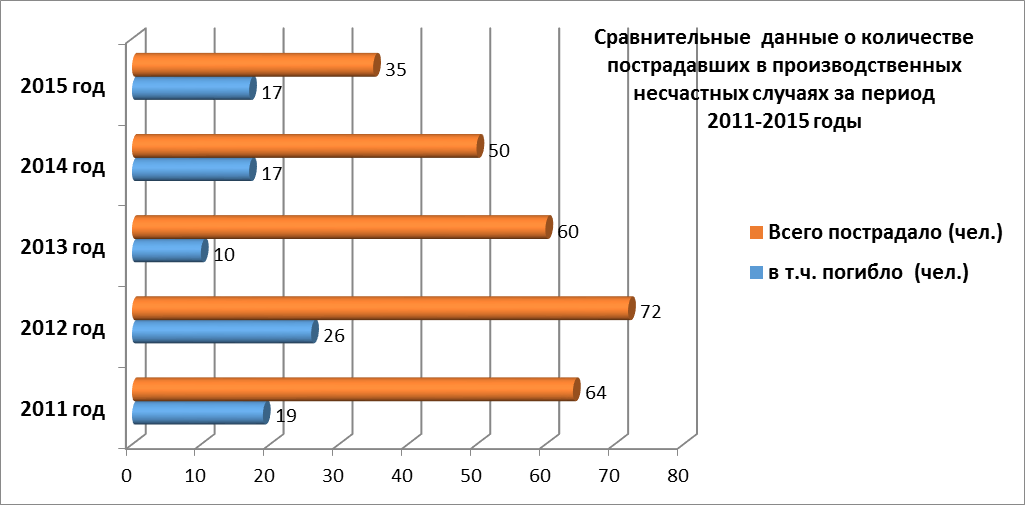 Сравнительные данные о количестве
пострадавших в производственных
несчастных случаях за период
2011-2015 годы
2015 год
35
17
2014 год
50
17
2013 год
60
10
2012 год
72
26
2011 год
64
19
0 10 20 30 40 50 60 70 80
Всего пострадало (чел.)
в т.ч. погибло (чел.)